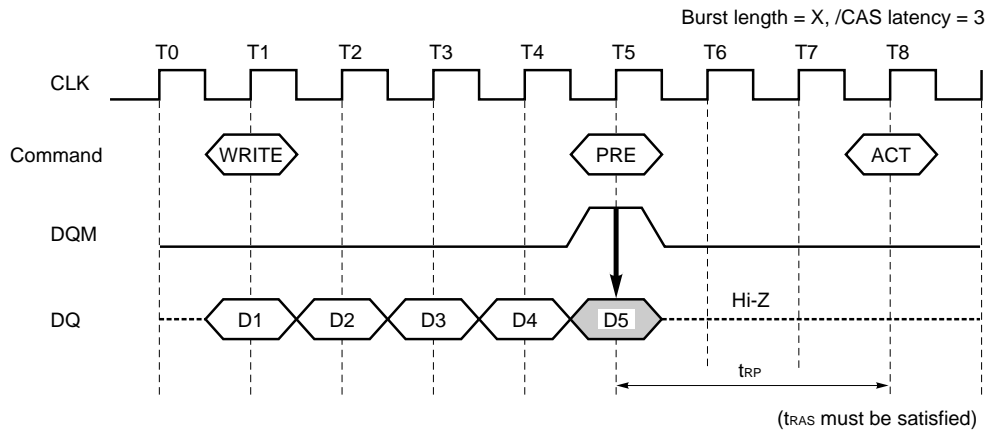 Burst length = X, /CAS latency = 3
T0 T1 T2 T3 T4 T5 T6 T7 T8
CLK
Command WRITE PRE ACT
DQM
Hi-Z
DQ D1 D2 D3 D4 D5
tRP
(tRAS must be satisfied)